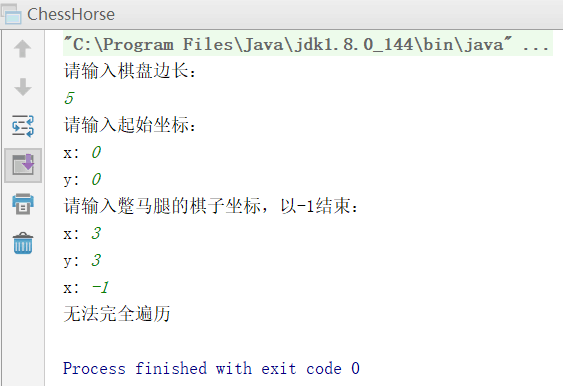 ChessHorse
"C:\Program Files\Java\jdk1.8.0_144\bin\java" ...
请输入棋盘边长:
5
请输入起始坐标:
x: 0
y: 0
请输入蹩马腿的棋子坐标，以-1结束:
x: 3
y: 3
x: -1
无法完全遍历
Process finished with exit code 0